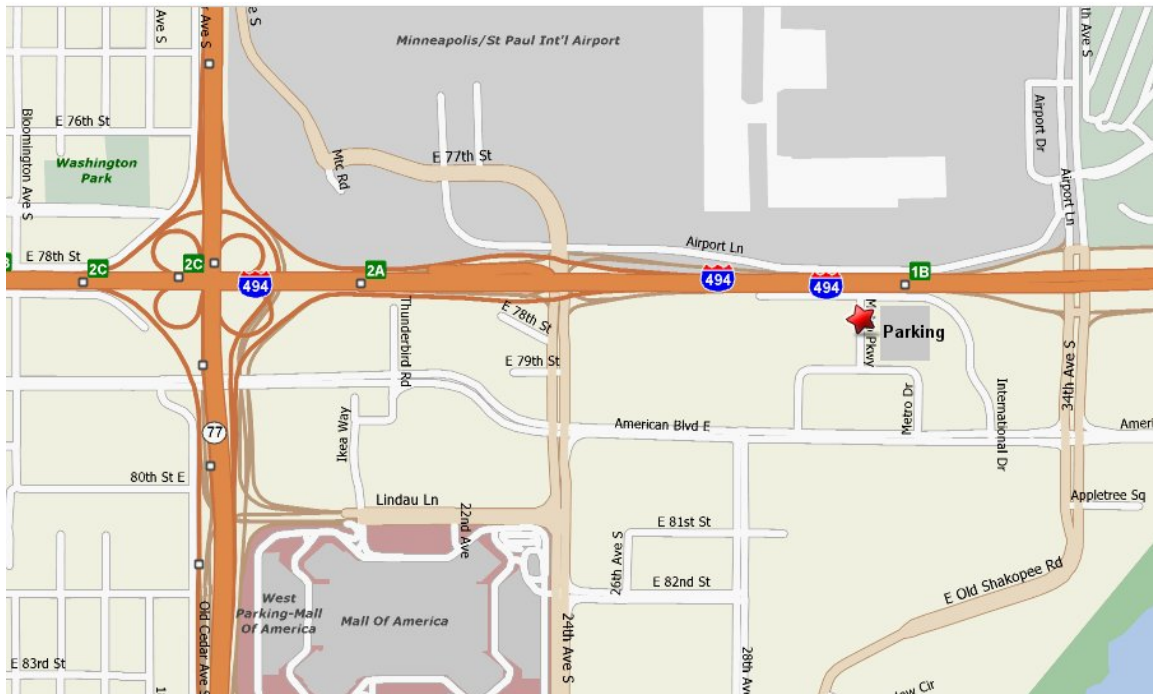 Ave S
Ave S
e S
Minneapolis/St Paul Int'l Airport
th Ave S
E 76th St
Bloomington Ave S
Washington
Park
Mtc Rd
E 77th St
Airport Dr
Airport Ln
Airport Ln
E 78th St
2C
2C
2A
1B
494
494
494
Thunderbird Rd
E 78th St
Parking
Pkwy
E 79th St
34th Ave S
International Dr
Metro Dr
Ikea Way
American Blvd E
Ameri
77
80th St E
Lindau Ln
22nd Ave
Appletree Sq
E 81st St
26th Ave S
E 82nd St
E Old Shakopee Rd
West
Parking-Mall
Of America
Mall Of America
Old Cedar Ave S
24th Ave S
28th Ave
E 83rd St
ew Cir